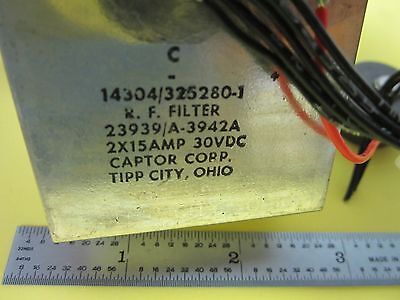 C
-
14304/325280-1
R. F. FILTER
23939/A-3942A
2X15AMP 30VDC
CAPTOR CORP.
TIPP CITY, OHIO
1 2 3